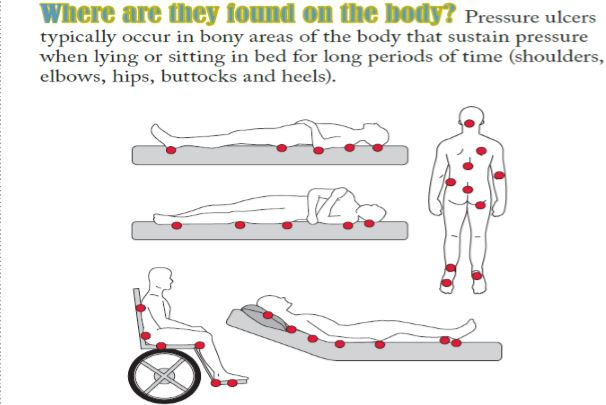 Where are they found on the body? Pressure ulcers
typically occur in bony areas of the body that sustain pressure
when lying or sitting in bed for long periods of time (shoulders,
elbows, hips, buttocks and heels).